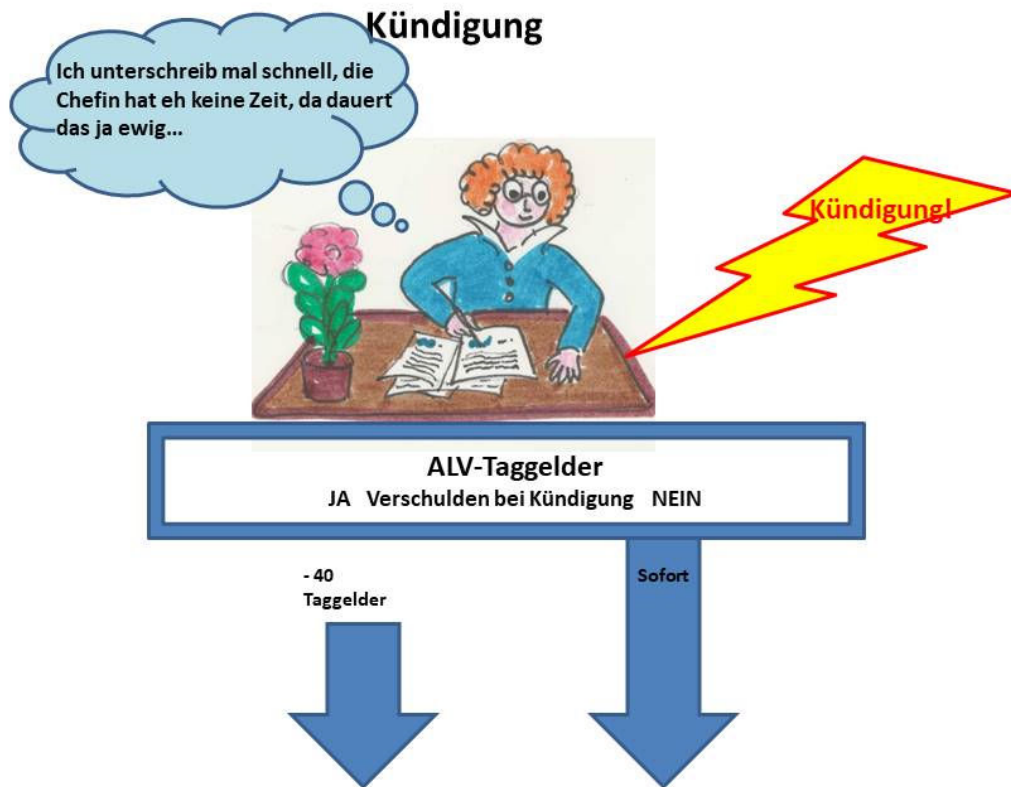 Kündigung
Ich unterschreib mal schnell, die
Chefin hat eh keine Zeit, da dauert
das ja ewig...
Kündigung!
ALV-Taggelder
JA Verschulden bei Kündigung NEIN
- 40
Taggelder
Sofort